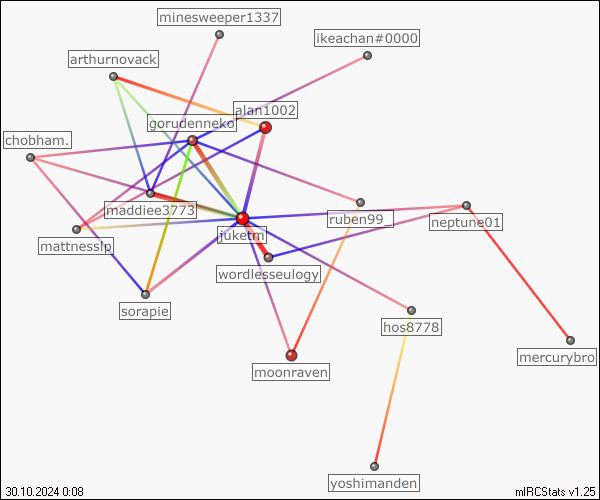 minesweeper1337
ikeachan#0000
arthurnovack
alan1002
gorudenneko
chobham.
maddiee3773
ruben99_
neptune01
juketm
mattnesslp
wordlesseulogy
sorapie
hos8778
mercurybro
moonraven
yoshimanden
30.10.2024 0:08
mIRCStats v1.25